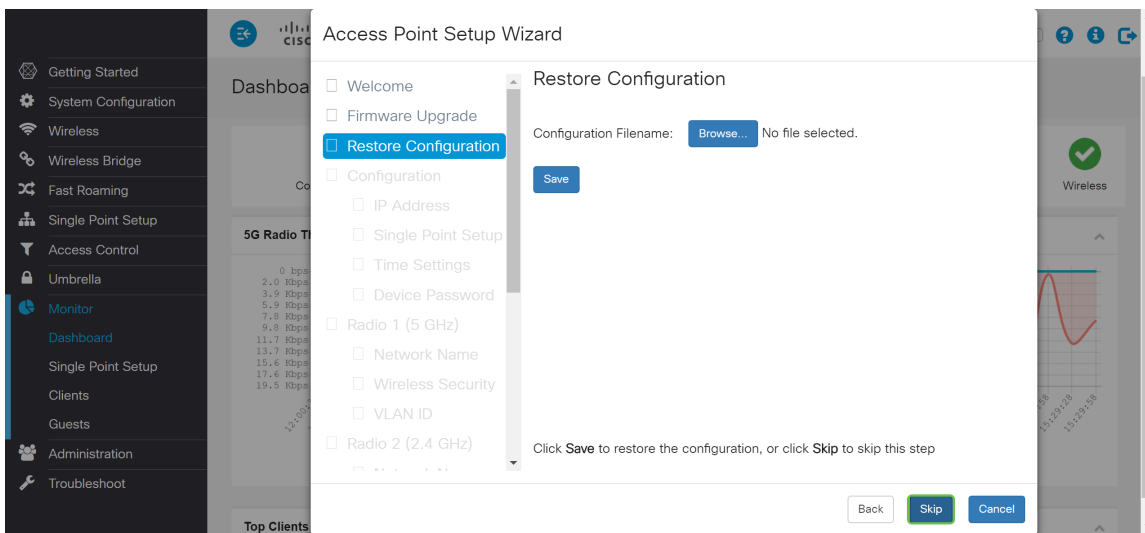 CISC
Access Point Setup Wizard
Getting Started
System Configuration
Wireless
Wireless Bridge
Fast Roaming
Single Point Setup
Access Control
Umbrella
Monitor
Dashboard
Single Point Setup
Clients
Guests
Administration
Troubleshoot
Dashboa
Co
5G Radio Th
0 bps
2.0 Kbps
3.9 Kbps
5.9 Kbps
7.8 Kbps
9.8 Kbps
11.7 Kbps
13.7 Kbps
15.6 Kbps
17.6 Kbps
19.5 Kbps
Top Clients
Welcome
Firmware Upgrade
Restore Configuration
Configuration
IP Address
Single Point Setup
Time Settings
Device Password
Radio 1 (5 GHz)
Network Name
Wireless Security
VLAN ID
Radio 2 (2.4 GHz)
Restore Configuration
Configuration Filename: Browse... No file selected.
Save
Click Save to restore the configuration, or click Skip to skip this step
Back Skip Cancel
Wireless
15:29:28
15:29:58